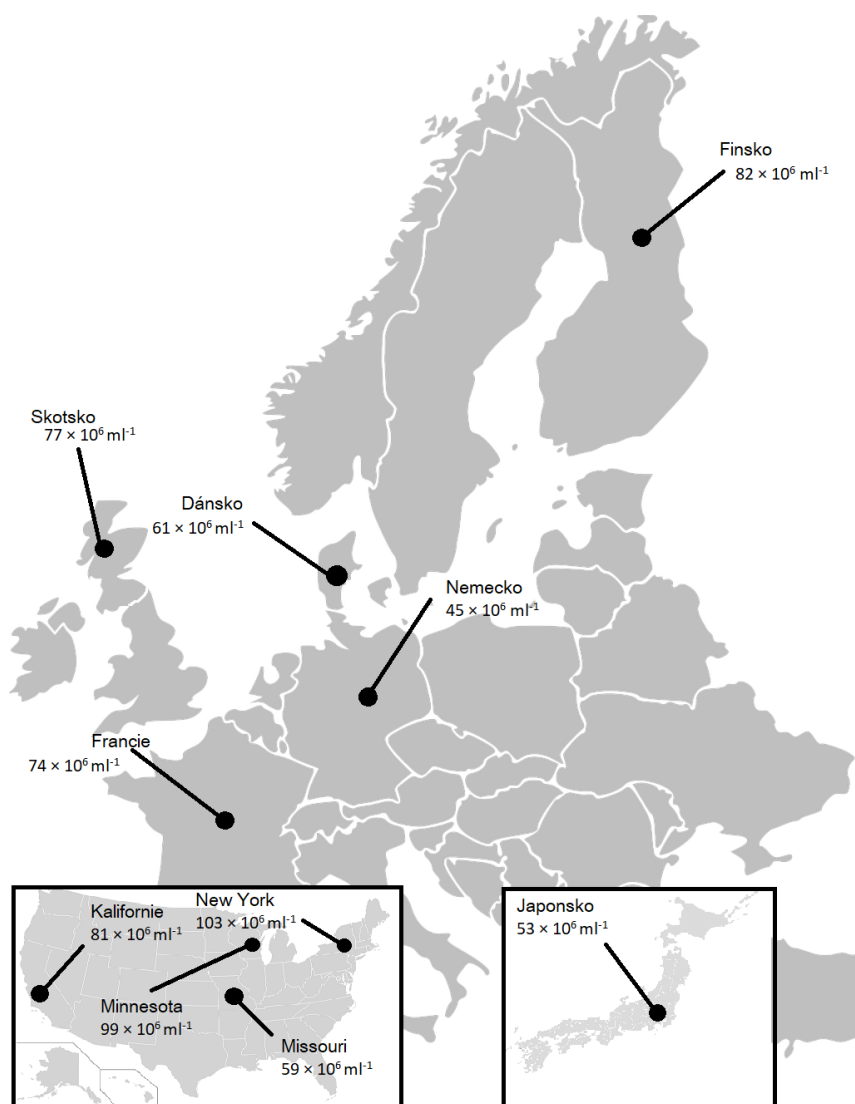 Finsko
82 × 10⁶ ml⁻¹
Skotsko
77 × 10⁶ ml⁻¹
Dánsko
61 × 10⁶ ml⁻¹
Nemecko
45 × 10⁶ ml⁻¹
Francie
74 × 10⁶ ml⁻¹
New York
103 × 10⁶ ml⁻¹
Kalifornie
81 × 10⁶ ml⁻¹
Minnesota
99 × 10⁶ ml⁻¹
Missouri
59 × 10⁶ ml⁻¹
Japonsko
53 × 10⁶ ml⁻¹